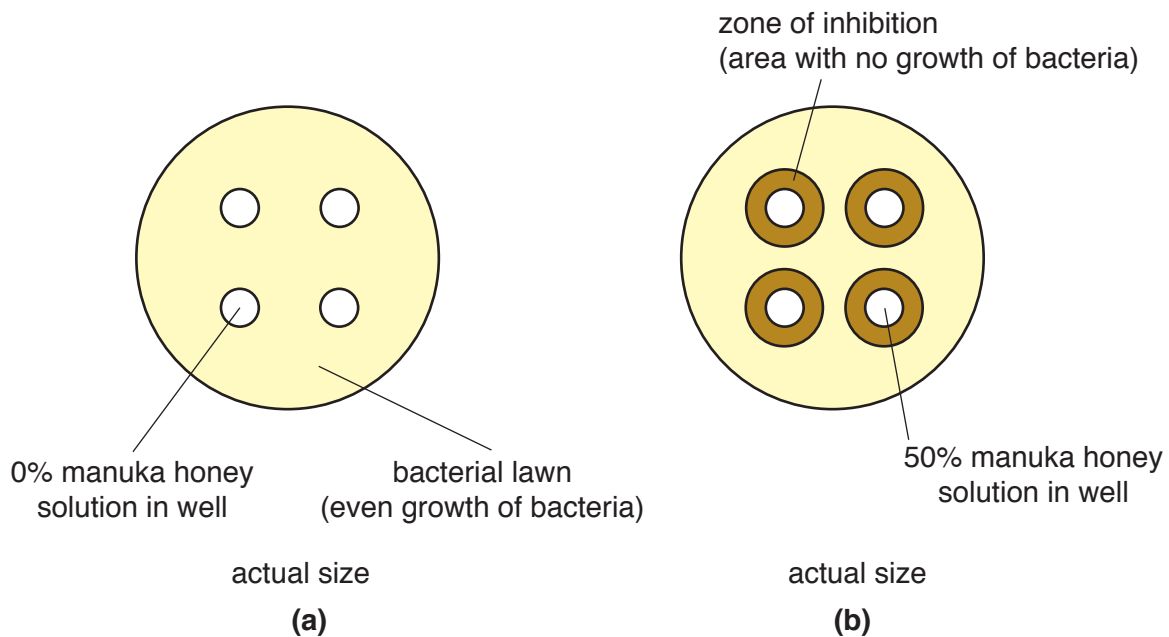 zone of inhibition
(area with no growth of bacteria)
0% manuka honey
solution in well
bacterial lawn
(even growth of bacteria)
50% manuka honey
solution in well
actual size
actual size
(a)
(b)